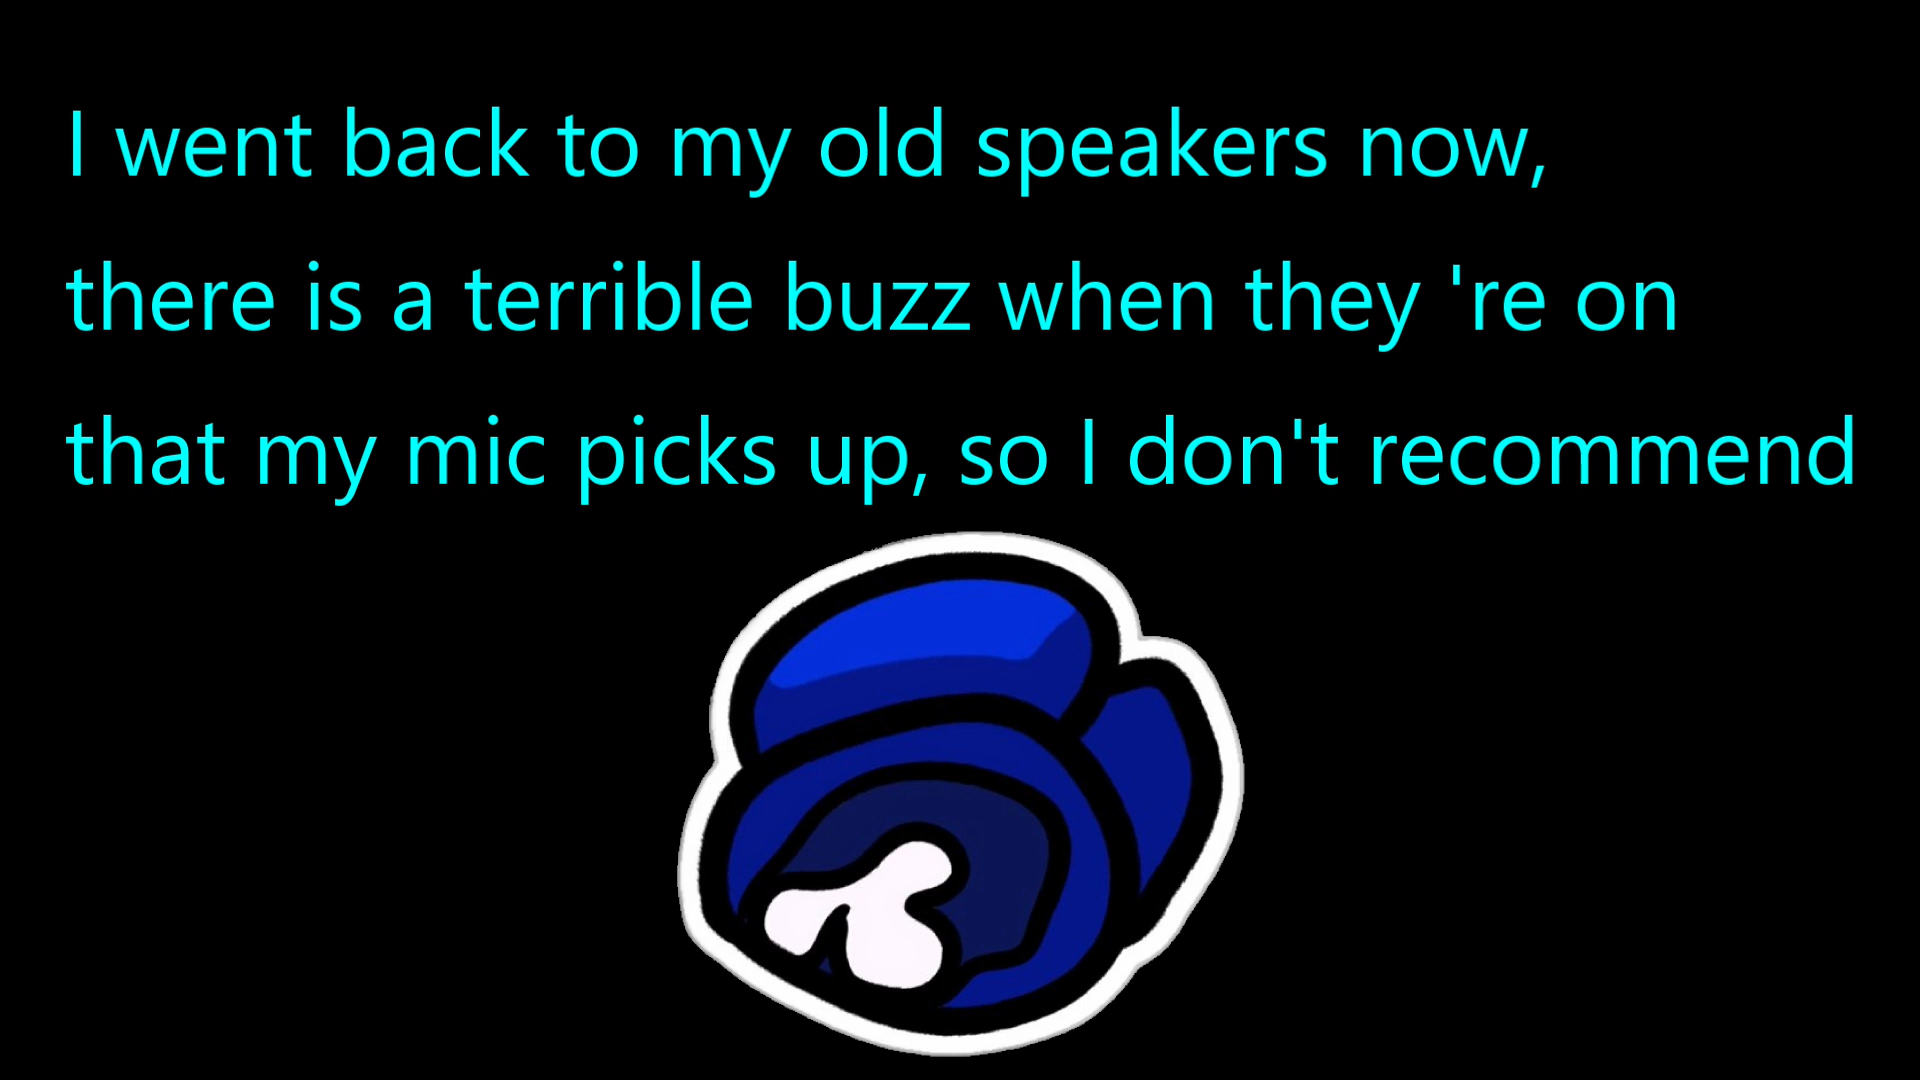 I went back to my old speakers now,
there is a terrible buzz when they 're on
that my mic picks up, so I don't recommend